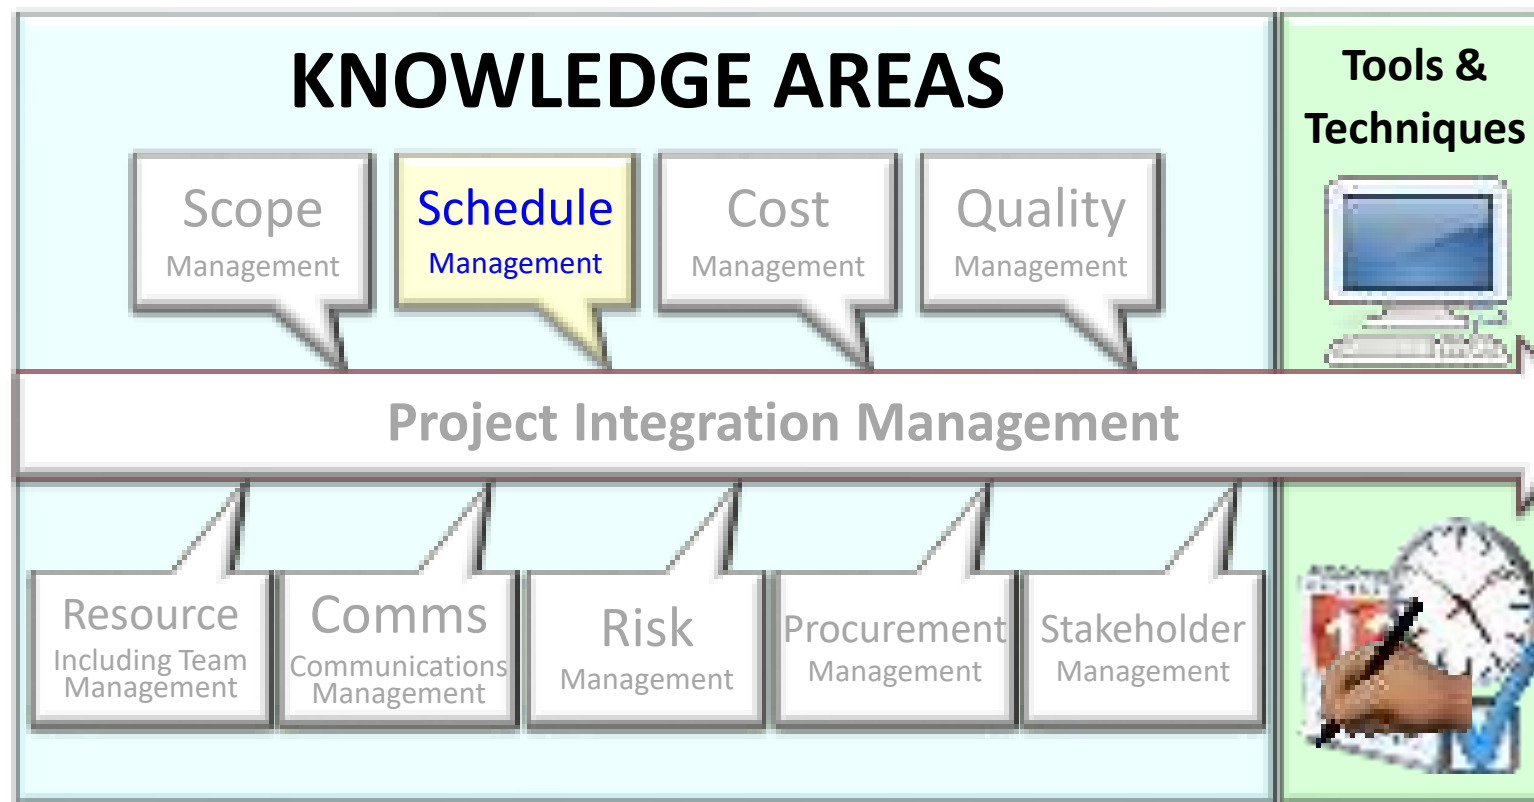 KNOWLEDGE AREAS
Tools &
Techniques
Scope
Management
Schedule
Management
Cost
Management
Quality
Management
Project Integration Management
Resource
Including Team
Management
Comms
Communications
Management
Risk
Management
Procurement
Management
Stakeholder
Management